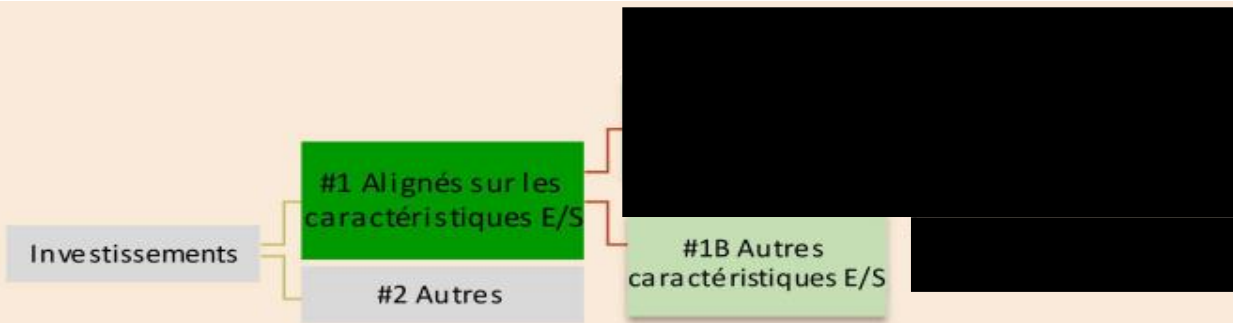 #1 Alignés sur les
caractéristiques E/S
Investissements
#2 Autres
#1B Autres
caractéristiques E/S